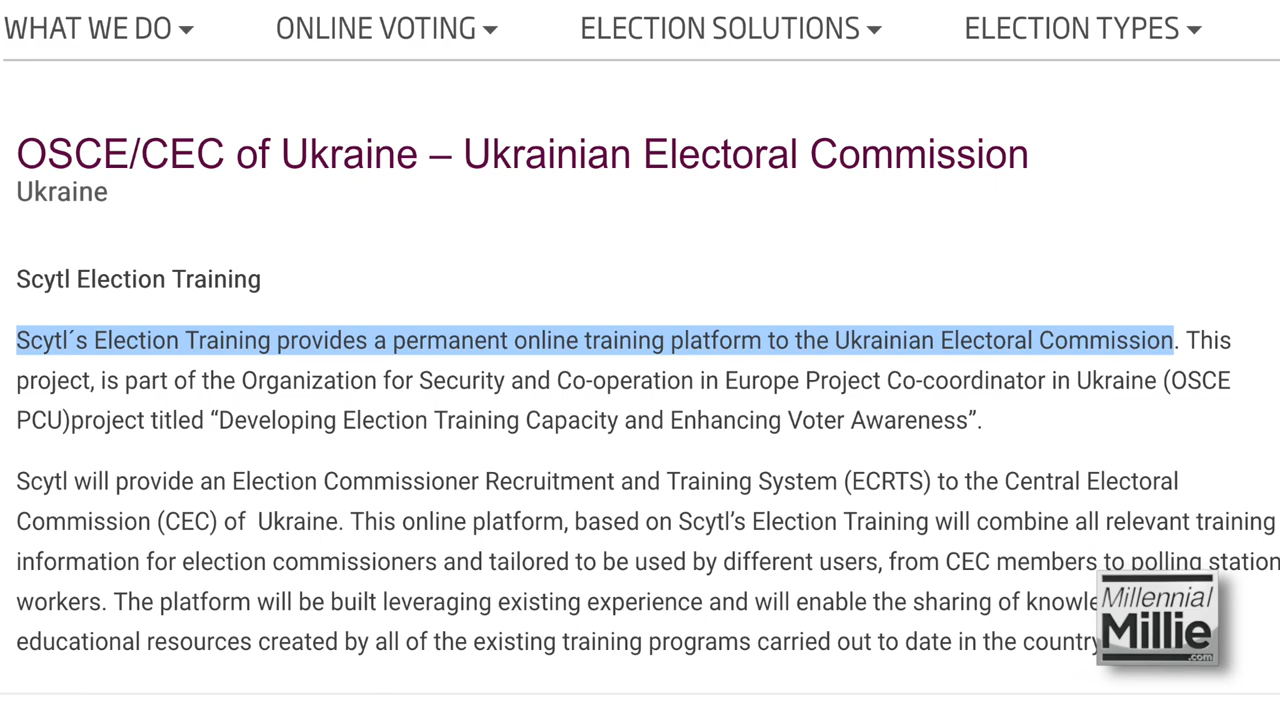 WHAT WE DO ONLINE VOTING ELECTION SOLUTIONS ELECTION TYPES
OSCE/CEC of Ukraine – Ukrainian Electoral Commission
Ukraine
Scytl Election Training
Scytl´s Election Training provides a permanent online training platform to the Ukrainian Electoral Commission. This
project, is part of the Organization for Security and Co-operation in Europe Project Co-coordinator in Ukraine (OSCE
PCU)project titled “Developing Election Training Capacity and Enhancing Voter Awareness”.
Scytl will provide an Election Commissioner Recruitment and Training System (ECRTS) to the Central Electoral
Commission (CEC) of Ukraine. This online platform, based on Scytl’s Election Training will combine all relevant training
information for election commissioners and tailored to be used by different users, from CEC members to polling station
workers. The platform will be built leveraging existing experience and will enable the sharing of
educational resources created by all of the existing training programs carried out to date in the country
Millennial
Millie
.com